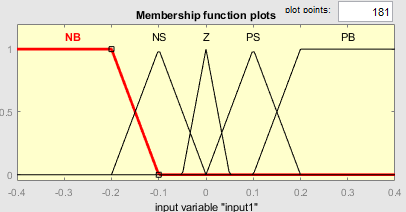 plot points: 181
Membership function plots
NB NS Z PS PB
1
0.5
0
-0.4 -0.3 -0.2 -0.1 0 0.1 0.2 0.3 0.4
input variable "input1"